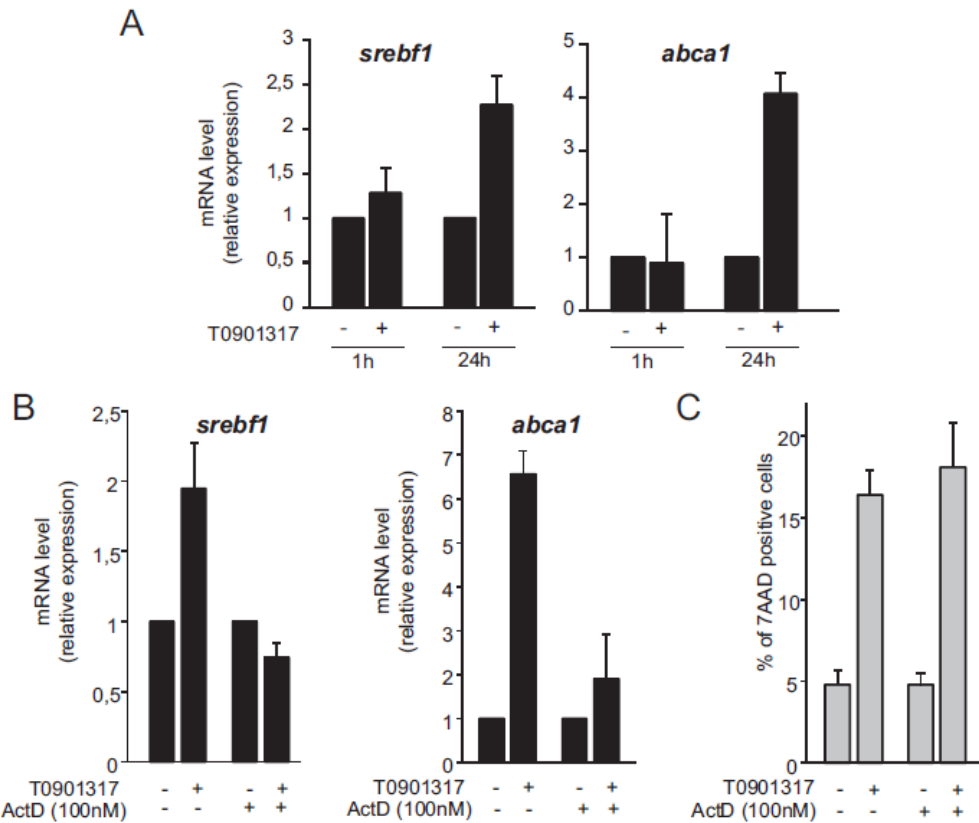 A
srebf1
abca1
mRNA level
(relative expression)
3
2,5
2
1,5
1
0,5
0
5
4
3
2
1
0
T0901317
- + - +
- + - +
1h 24h
1h 24h
B
srebf1
abca1
mRNA level
(relative expression)
2,5
2
1,5
1
0,5
0
mRNA level
(relative expression)
8
7
6
5
4
3
2
1
0
T0901317 - + - +
ActD (100nM) - - + +
T0901317 - + - +
ActD (100nM) - - + +
C
% of 7AAD positive cells
20
15
10
5
0
T0901317 - + - +
ActD (100nM) - - + +